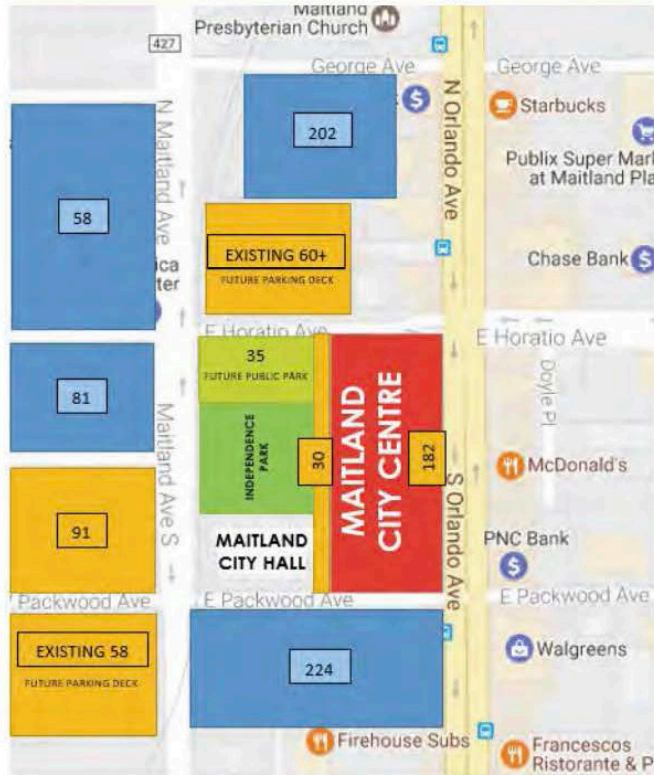 Maitland
Presbyterian Church
427
George Ave
George Ave
N Maitland Ave
N Orlando Ave
Starbucks
202
Publix Super Mar
at Maitland Pla
58
EXISTING 60+
FUTURE PARKING DECK
Chase Bank
ica
ter
E Horatio Ave
E Horatio Ave
35
FUTURE PUBLIC PARK
81
Maitland Ave S
INDEPENDENCE
PARK
30
MAITLAND
CITY CENTRE
182
Doyle Pl
McDonald's
S Orlando Ave
91
MAITLAND
CITY HALL
PNC Bank
Packwood Ave
E Packwood Ave
E Packwood Ave
EXISTING 58
FUTURE PARKING DECK
224
Walgreens
Firehouse Subs
Francescos
Ristorante & P